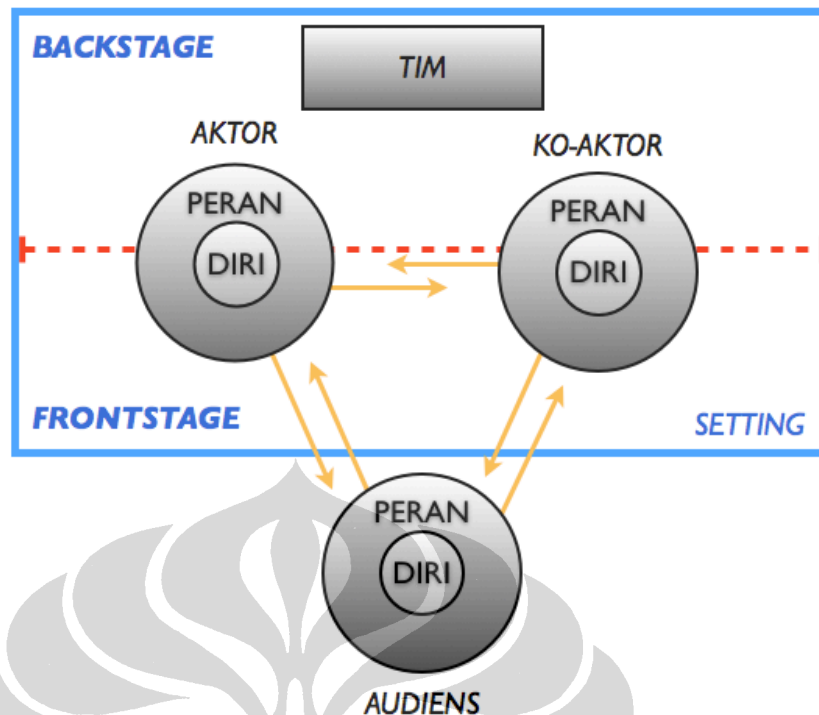 BACKSTAGE
TIM
AKTOR
KO-AKTOR
PERAN
DIRI
PERAN
DIRI
FRONTSTAGE
SETTING
PERAN
DIRI
AUDIENS